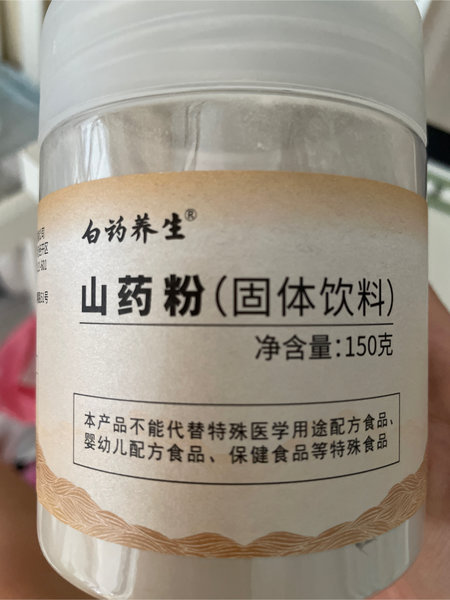 白药养生®
山药粉(固体饮料)
净含量:150克
本产品不能代替特殊医学用途配方食品、
婴幼儿配方食品、保健食品等特殊食品